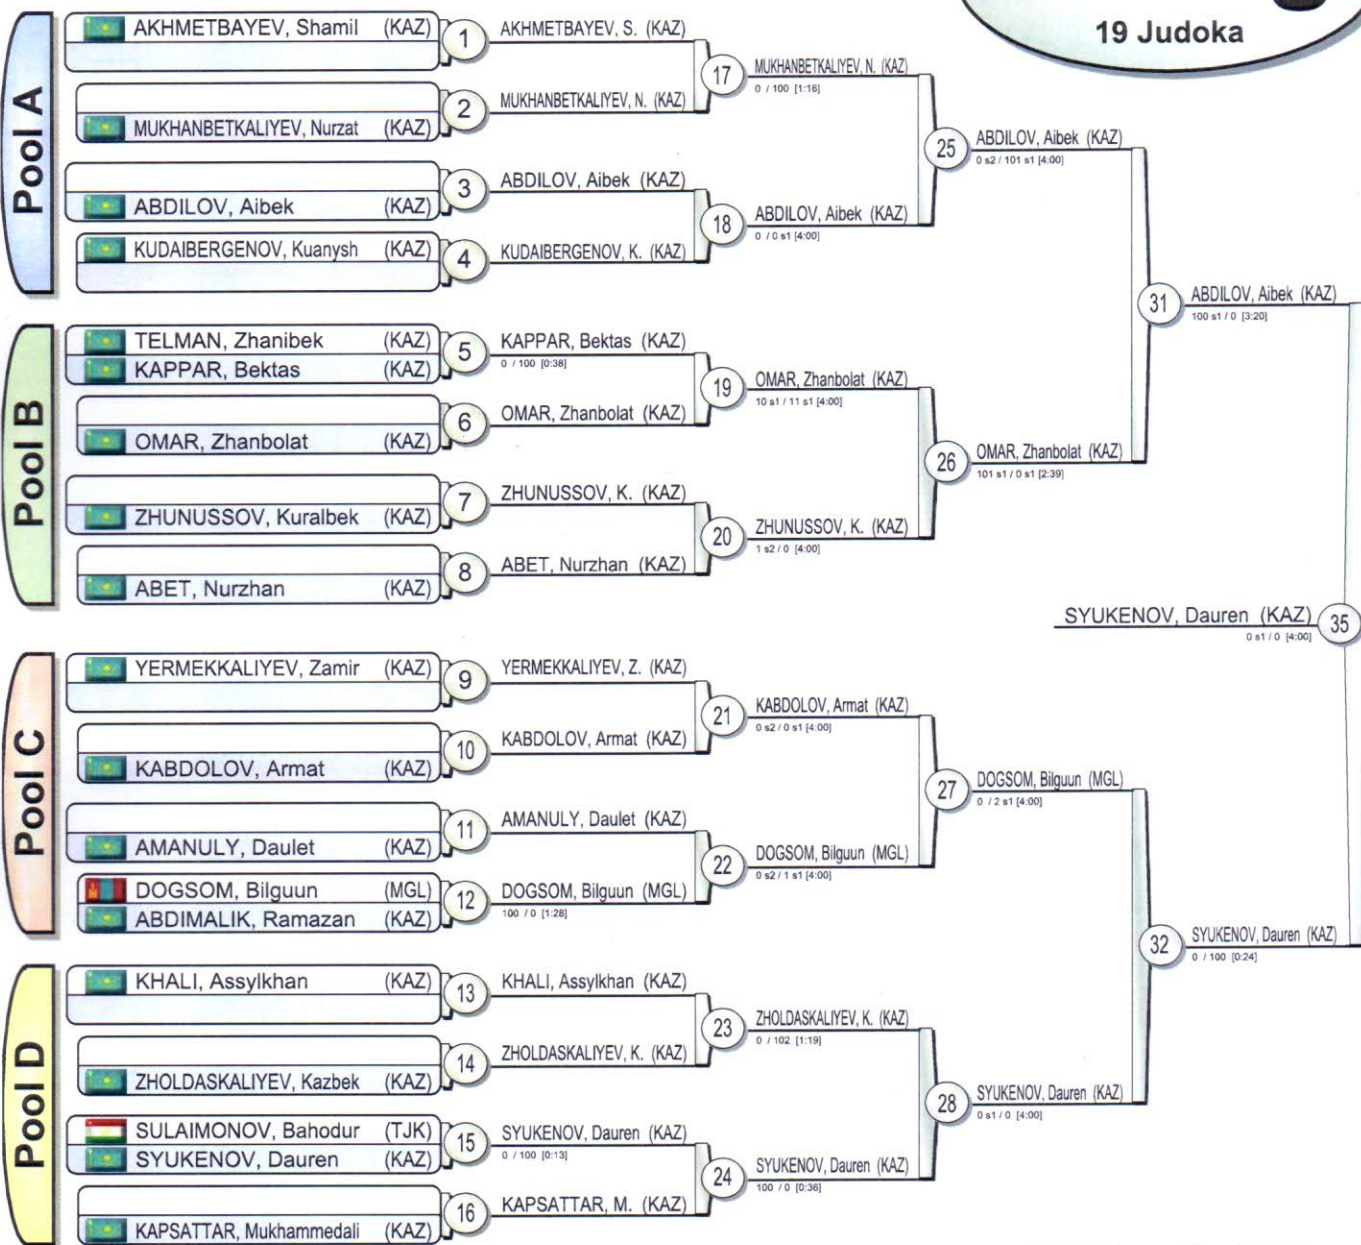 19 Judoka
Pool A
AKHMETBAYEV, Shamil (KAZ)
1
MUKHANBETKALIYEV, Nurzat (KAZ)
2
ABDILOV, Aibek (KAZ)
3
KUDAIBERGENOV, Kuanysh (KAZ)
4
AKHMETBAYEV, S. (KAZ)
MUKHANBETKALIYEV, N. (KAZ)
17
ABDILOV, Aibek (KAZ)
KUDAIBERGENOV, K. (KAZ)
18
MUKHANBETKALIYEV, N. (KAZ)
0 / 100 [1:16]
ABDILOV, Aibek (KAZ)
0 / 0 s1 [4:00]
25
ABDILOV, Aibek (KAZ)
0 s2 / 101 s1 [4:00]
Pool B
TELMAN, Zhanibek (KAZ)
KAPPAR, Bektas (KAZ)
5
OMAR, Zhanbolat (KAZ)
6
ZHUNUSSOV, Kuralbek (KAZ)
7
ABET, Nurzhan (KAZ)
8
KAPPAR, Bektas (KAZ)
0 / 100 [0:38]
OMAR, Zhanbolat (KAZ)
19
ZHUNUSSOV, K. (KAZ)
ABET, Nurzhan (KAZ)
20
OMAR, Zhanbolat (KAZ)
10 s1 / 11 s1 [4:00]
ZHUNUSSOV, K. (KAZ)
1 s2 / 0 [4:00]
26
OMAR, Zhanbolat (KAZ)
101 s1 / 0 s1 [2:39]
31
ABDILOV, Aibek (KAZ)
100 s1 / 0 [3:20]
SYUKENOV, Dauren (KAZ)
0 s1 / 0 [4:00]
35
Pool C
YERMEKKALIYEV, Zamir (KAZ)
9
KABDOLOV, Armat (KAZ)
10
AMANULY, Daulet (KAZ)
11
DOGSOM, Bilguun (MGL)
ABDIMALIK, Ramazan (KAZ)
12
YERMEKKALIYEV, Z. (KAZ)
KABDOLOV, Armat (KAZ)
21
AMANULY, Daulet (KAZ)
DOGSOM, Bilguun (MGL)
100 / 0 [1:28]
22
KABDOLOV, Armat (KAZ)
0 s2 / 0 s1 [4:00]
DOGSOM, Bilguun (MGL)
0 s2 / 1 s1 [4:00]
27
DOGSOM, Bilguun (MGL)
0 / 2 s1 [4:00]
Pool D
KHALI, Assylkhan (KAZ)
13
ZHOLDASKALIYEV, Kazbek (KAZ)
14
SULAIMONOV, Bahodur (TJK)
SYUKENOV, Dauren (KAZ)
15
KAPSATTAR, Mukhammedali (KAZ)
16
KHALI, Assylkhan (KAZ)
ZHOLDASKALIYEV, K. (KAZ)
23
SYUKENOV, Dauren (KAZ)
0 / 100 [0:13]
KAPSATTAR, M. (KAZ)
24
ZHOLDASKALIYEV, K. (KAZ)
0 / 102 [1:19]
SYUKENOV, Dauren (KAZ)
100 / 0 [0:36]
28
SYUKENOV, Dauren (KAZ)
0 s1 / 0 [4:00]
32
SYUKENOV, Dauren (KAZ)
0 / 100 [0:24]